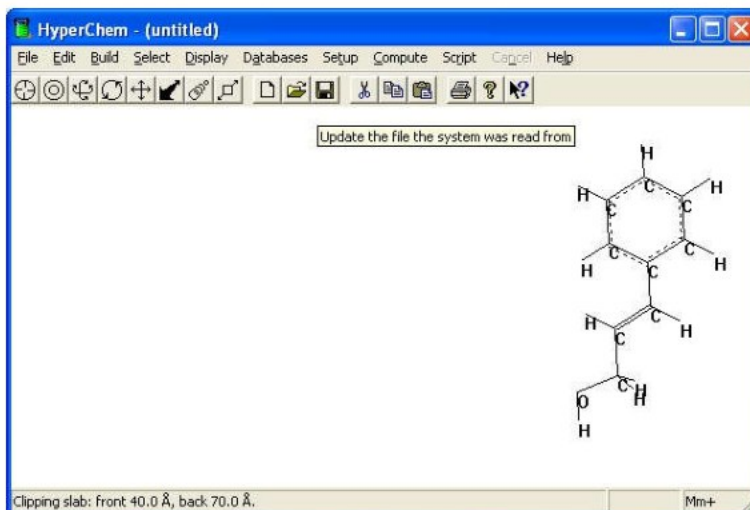 HyperChem - (untitled)
File Edit Build Select Display Databases Setup Compute Script Cancel Help
Update the file the system was read from
H
H C H
C C
C C
H C H
H C H
C
C H
O H
H
Clipping slab: front 40.0 Å, back 70.0 Å. Mm+